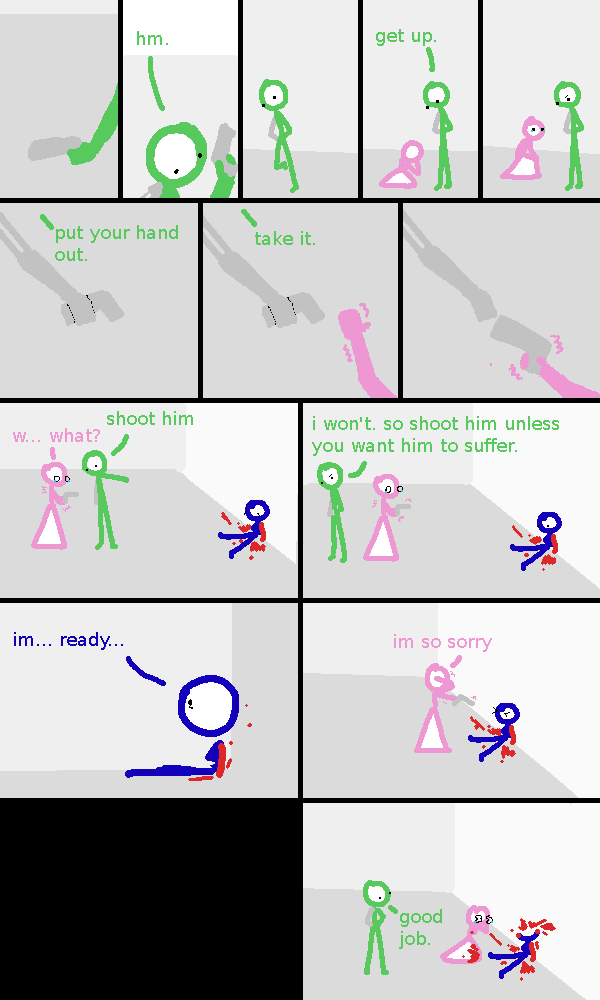 hm.
get up.
put your hand
out.
take it.
w... what?
shoot him
i won't. so shoot him unless
you want him to suffer.
im... ready...
im so sorry
good
job.